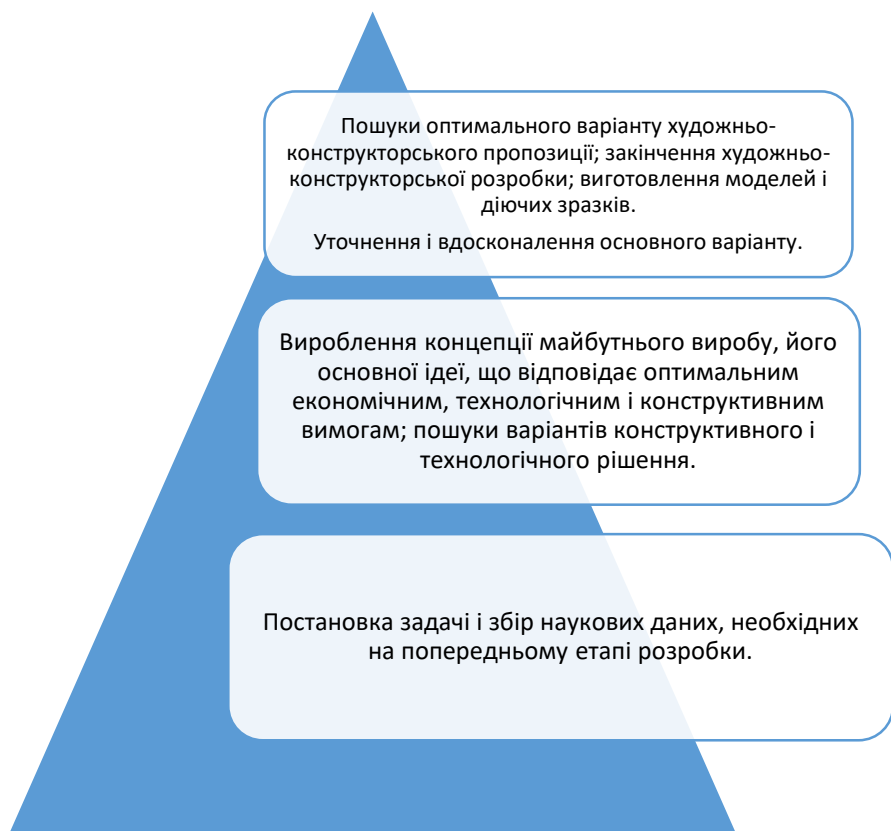 Пошуки оптимального варіанту художньо-
конструкторського пропозиції; закінчення художньо-
конструкторської розробки; виготовлення моделей і
діючих зразків.
Уточнення і вдосконалення основного варіанту.
Вироблення концепції майбутнього виробу, його
основної ідеї, що відповідає оптимальним
економічним, технологічним і конструктивним
вимогам; пошуки варіантів конструктивного і
технологічного рішення.
Постановка задачі і збір наукових даних, необхідних
на попередньому етапі розробки.